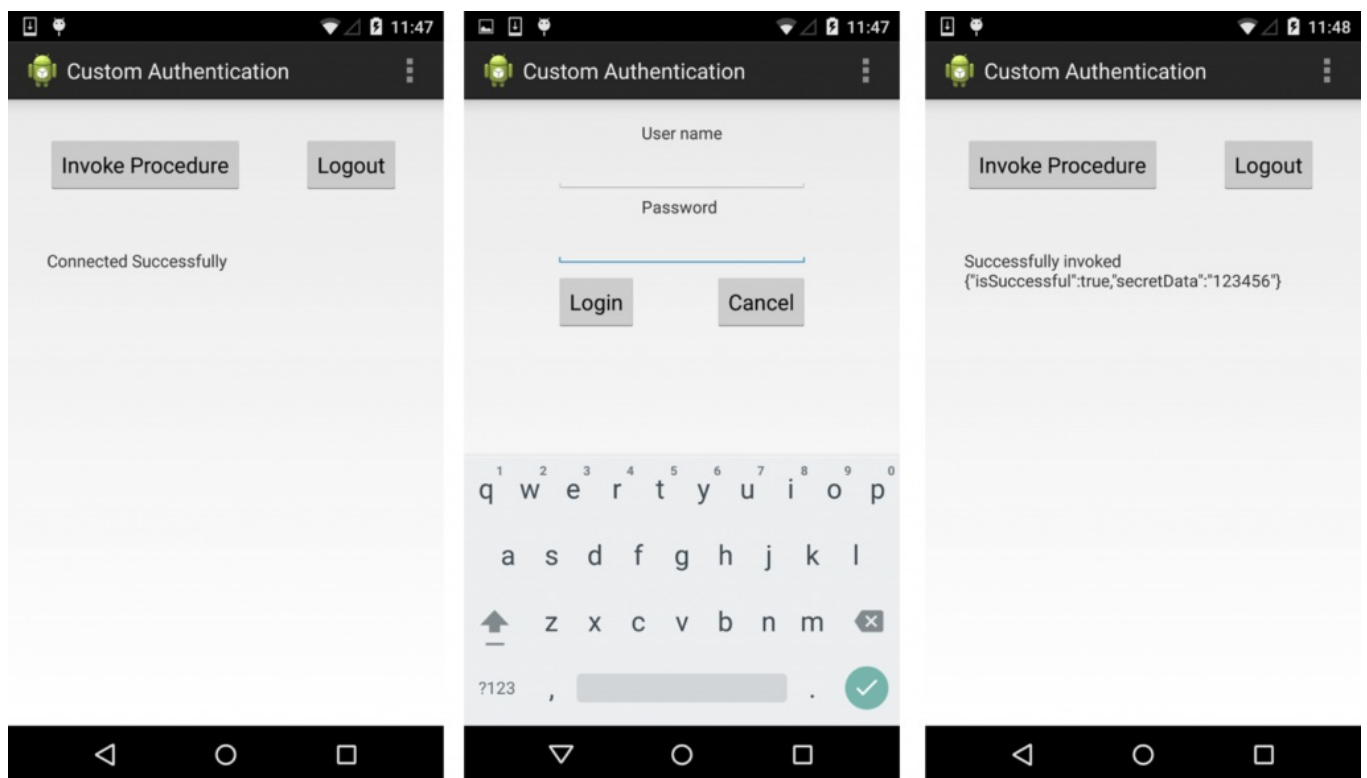 11:47
Custom Authentication
Invoke Procedure Logout
Connected Successfully
11:47
Custom Authentication
User name
Password
Login Cancel
1 2 3 4 5 6 7 8 9 0
q w e r t y u i o p
a s d f g h j k l
z x c v b n m
?123 , .
11:48
Custom Authentication
Invoke Procedure Logout
Successfully invoked
{"isSuccessful":true,"secretData":"123456"}